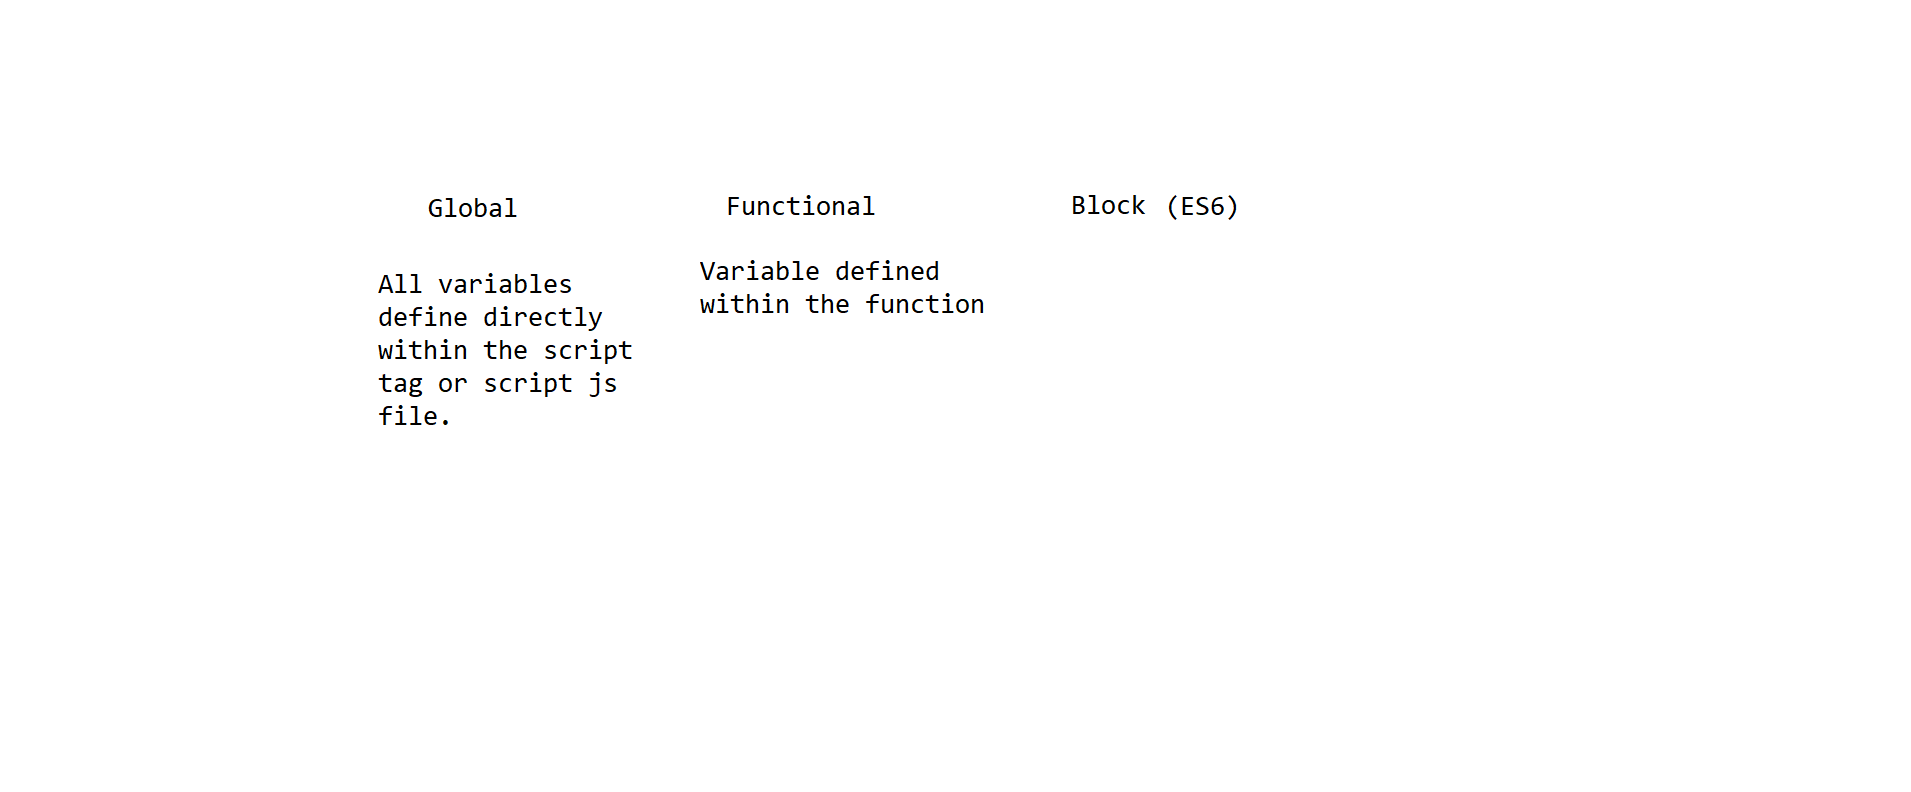 Global
Functional
Block (ES6)
All variables
define directly
within the script
tag or script js
file.
Variable defined
within the function